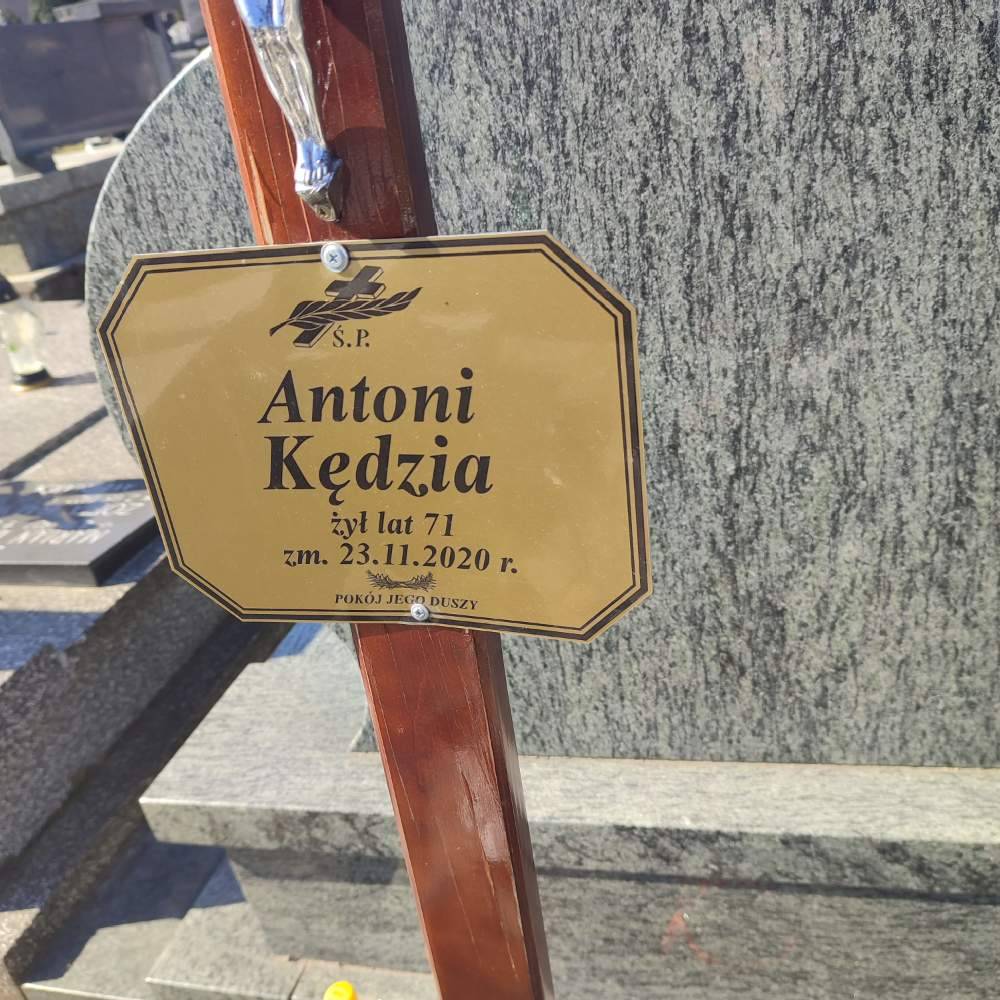 Ś.P.
Antoni
Kędzia
żył lat 71
zm. 23.11.2020 r.
POKÓJ JEGO DUSZY